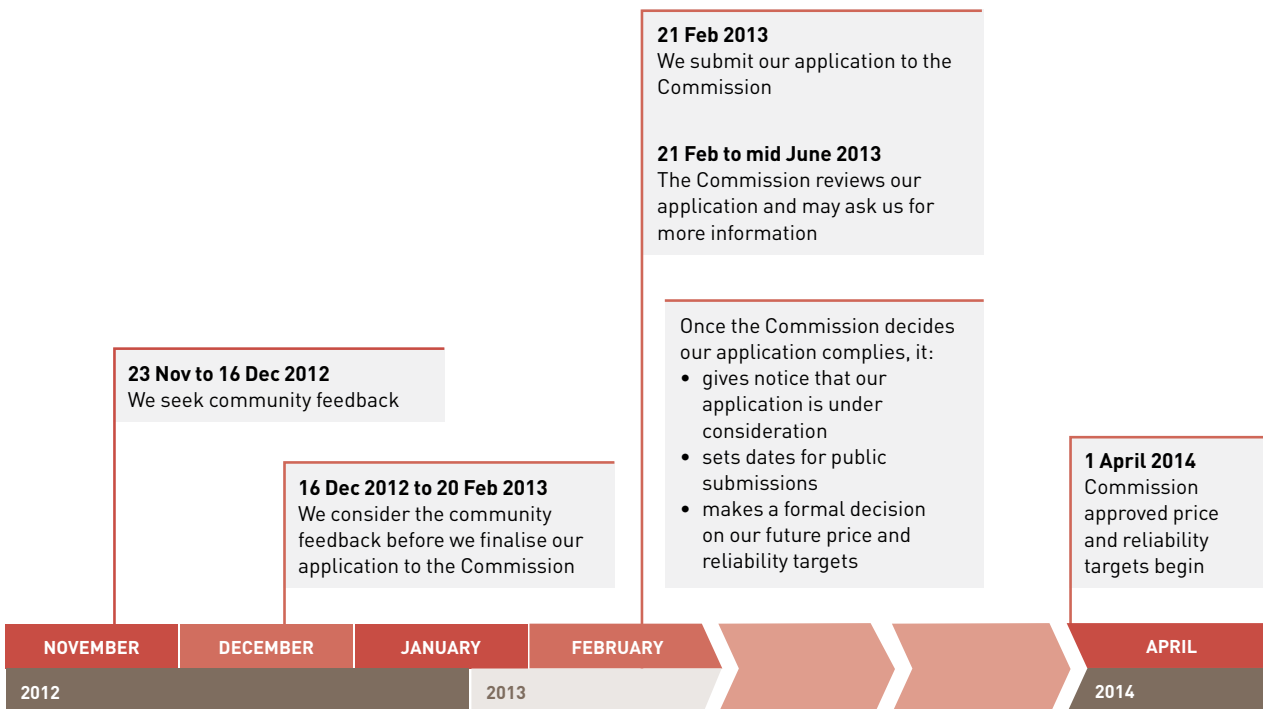 21 Feb 2013
We submit our application to the
Commission
21 Feb to mid June 2013
The Commission reviews our
application and may ask us for
more information
Once the Commission decides
our application complies, it:
• gives notice that our
application is under
consideration
• sets dates for public
submissions
• makes a formal decision
on our future price and
reliability targets
23 Nov to 16 Dec 2012
We seek community feedback
16 Dec 2012 to 20 Feb 2013
We consider the community
feedback before we finalise our
application to the Commission
1 April 2014
Commission
approved price
and reliability
targets begin
NOVEMBER DECEMBER JANUARY FEBRUARY APRIL
2012 2013 2014